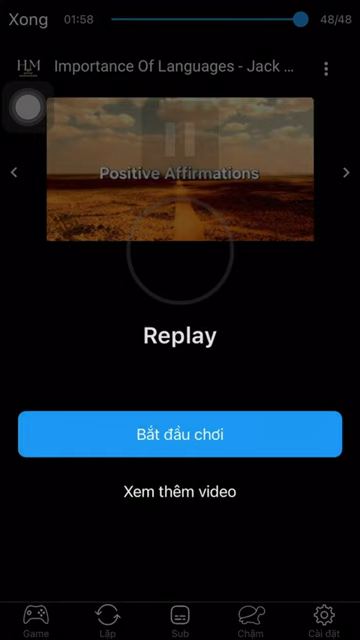 Xong 01:58 48/48
HM Importance Of Languages - Jack ...
Positive Affirmations
Replay
Bắt đầu chơi
Xem thêm video
Game Lặp Sub Chậm Cài đặt